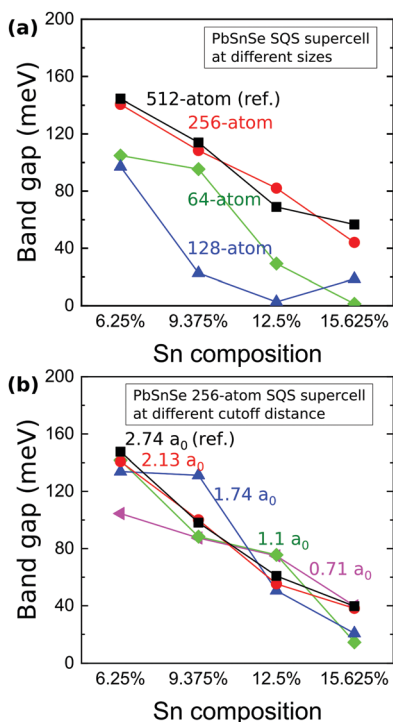 (a)
PbSnSe SQS supercell
at different sizes
512-atom (ref.)
256-atom
64-atom
128-atom
Band gap (meV)
200
160
120
80
40
0
6.25% 9.375% 12.5% 15.625%
Sn composition
(b)
PbSnSe 256-atom SQS supercell
at different cutoff distance
2.74 a₀ (ref.)
2.13 a₀
1.74 a₀
1.1 a₀
0.71 a₀
Band gap (meV)
200
160
120
80
40
0
6.25% 9.375% 12.5% 15.625%
Sn composition